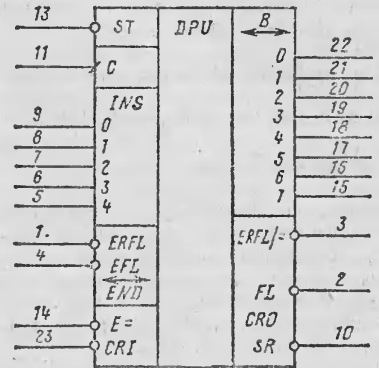 13 ST DPU B
11 C
0 22
1 21
2 20
INS
3 19
9 0
4 18
8 1
5 17
7 2
6 16
6 3
7 15
5 4
1. ERFL ERFL/= 3
4 EFL
END
FL 2
14 E=
CRO
23 CRI SR 10